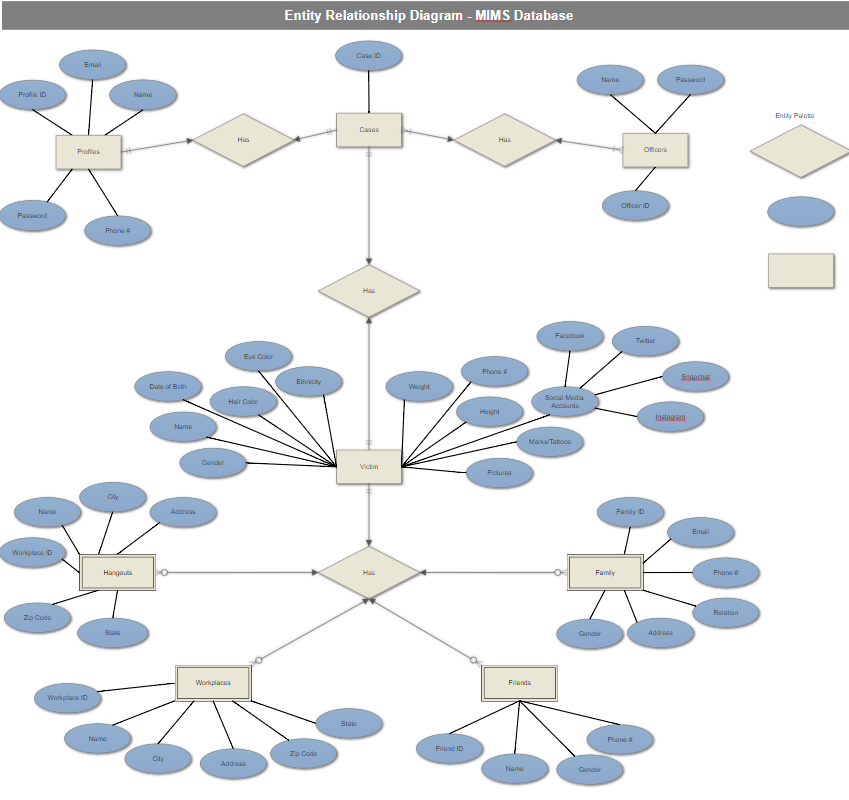 Entity Relationship Diagram - MIMS Database
Case ID
Email
Name
Password
Profile ID
Name
Entity Palette
Cases
Has
Has
Profiles
Officers
Password
Officer ID
Phone #
Has
Facebook
Twitter
Eye Color
Phone #
Snapchat
Ethnicity
Date of Birth
Weight
Hair Color
Social Media
Accounts
Height
Instagram
Name
Marks/Tattoos
Gender
Victim
Pictures
City
Name
Address
Family ID
Email
Workplace ID
Hangouts
Has
Family
Phone #
Zip Code
State
Relation
Gender
Address
Workplaces
Friends
Workplace ID
State
Name
Phone #
Friend ID
Zip Code
City
Address
Name
Gender